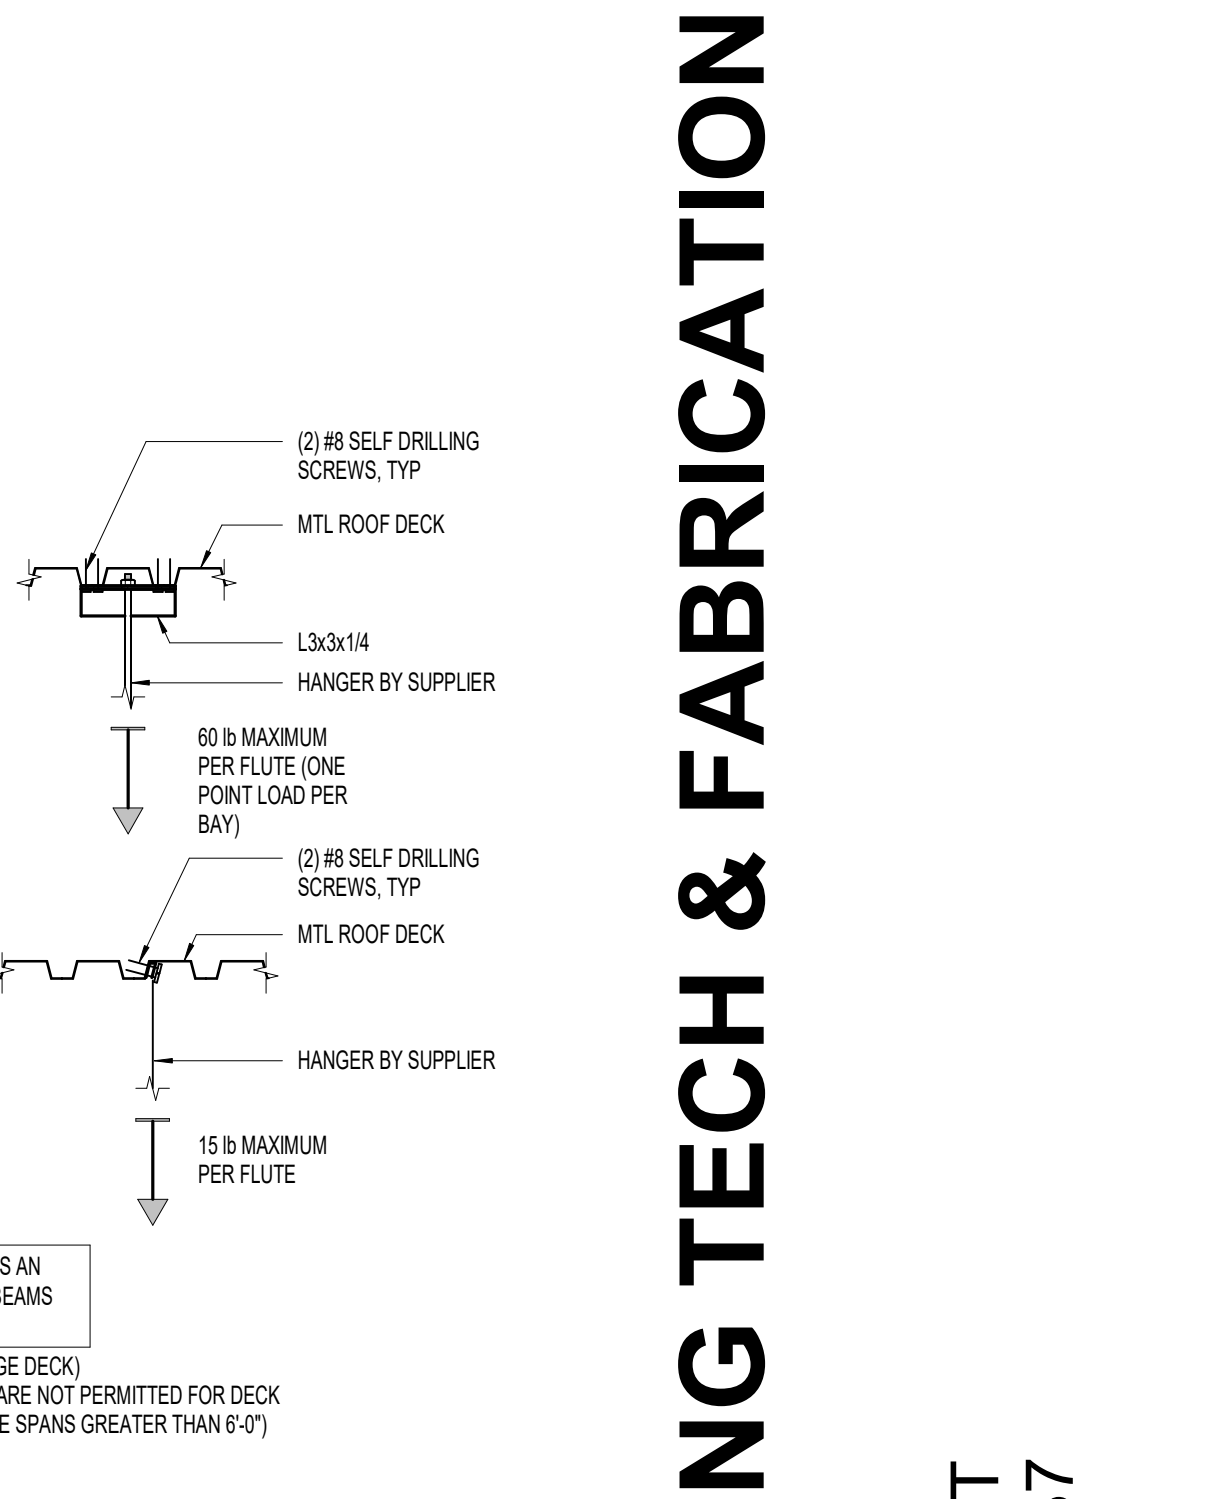 (2) #8 SELF DRILLING
SCREWS, TYP
MTL ROOF DECK
L3x3x1/4
HANGER BY SUPPLIER
60 lb MAXIMUM
PER FLUTE (ONE
POINT LOAD PER
BAY)
(2) #8 SELF DRILLING
SCREWS, TYP
MTL ROOF DECK
HANGER BY SUPPLIER
15 lb MAXIMUM
PER FLUTE
S AN
BEAMS
GE DECK)
ARE NOT PERMITTED FOR DECK
E SPANS GREATER THAN 6'-0")
NG TECH & FABRICATION
T
67